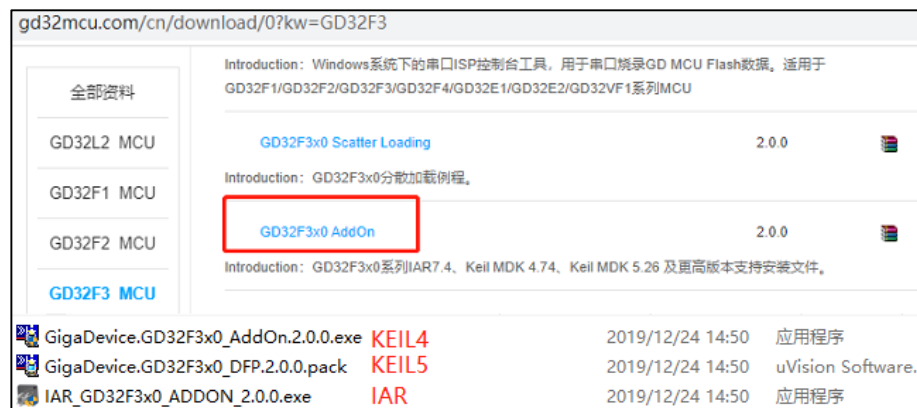 gd32mcu.com/cn/download/0?kw=GD32F3
全部资料
GD32L2 MCU
GD32F1 MCU
GD32F2 MCU
GD32F3 MCU
Introduction：Windows系统下的串口ISP控制台工具，用于串口烧录GD MCU Flash数据。适用于
GD32F1/GD32F2/GD32F3/GD32F4/GD32E1/GD32E2/GD32VF1系列MCU
GD32F3x0 Scatter Loading 2.0.0
Introduction：GD32F3x0分散加载例程。
GD32F3x0 AddOn 2.0.0
Introduction：GD32F3x0系列IAR7.4、Keil MDK 4.74、Keil MDK 5.26 及更高版本支持安装文件。
GigaDevice.GD32F3x0_AddOn.2.0.0.exe KEIL4 2019/12/24 14:50 应用程序
GigaDevice.GD32F3x0_DFP.2.0.0.pack KEIL5 2019/12/24 14:50 uVision Software.
IAR_GD32F3x0_ADDON_2.0.0.exe IAR 2019/12/24 14:50 应用程序